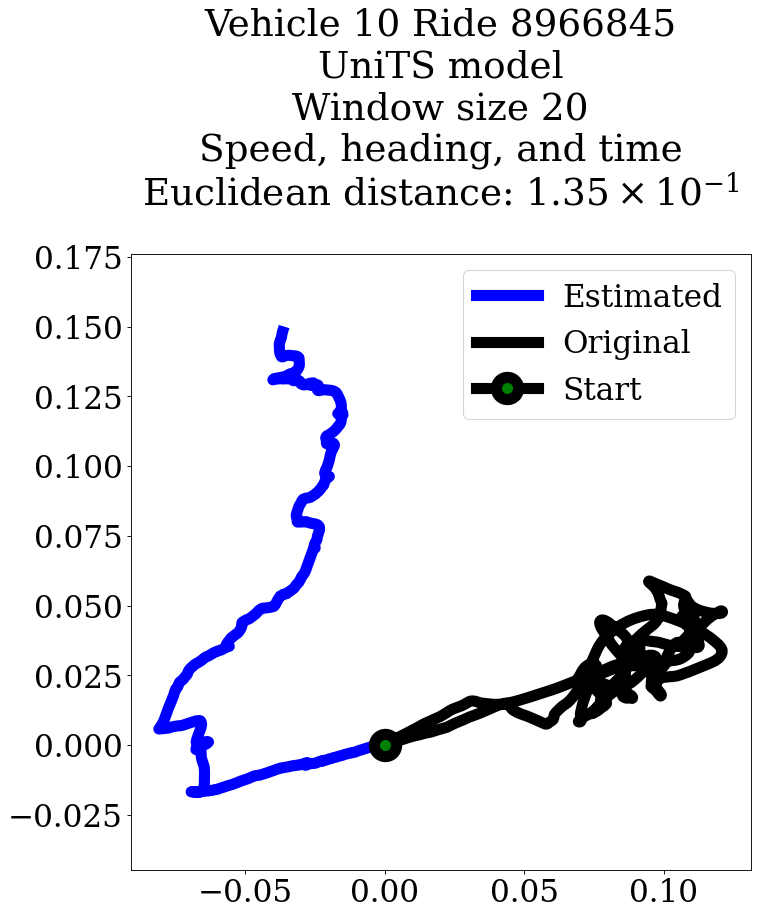 Vehicle 10 Ride 8966845
UniTS model
Window size 20
Speed, heading, and time
Euclidean distance: 1.35 × 10⁻¹
0.175
0.150
0.125
0.100
0.075
0.050
0.025
0.000
−0.025
Estimated
Original
Start
−0.05
0.00
0.05
0.10